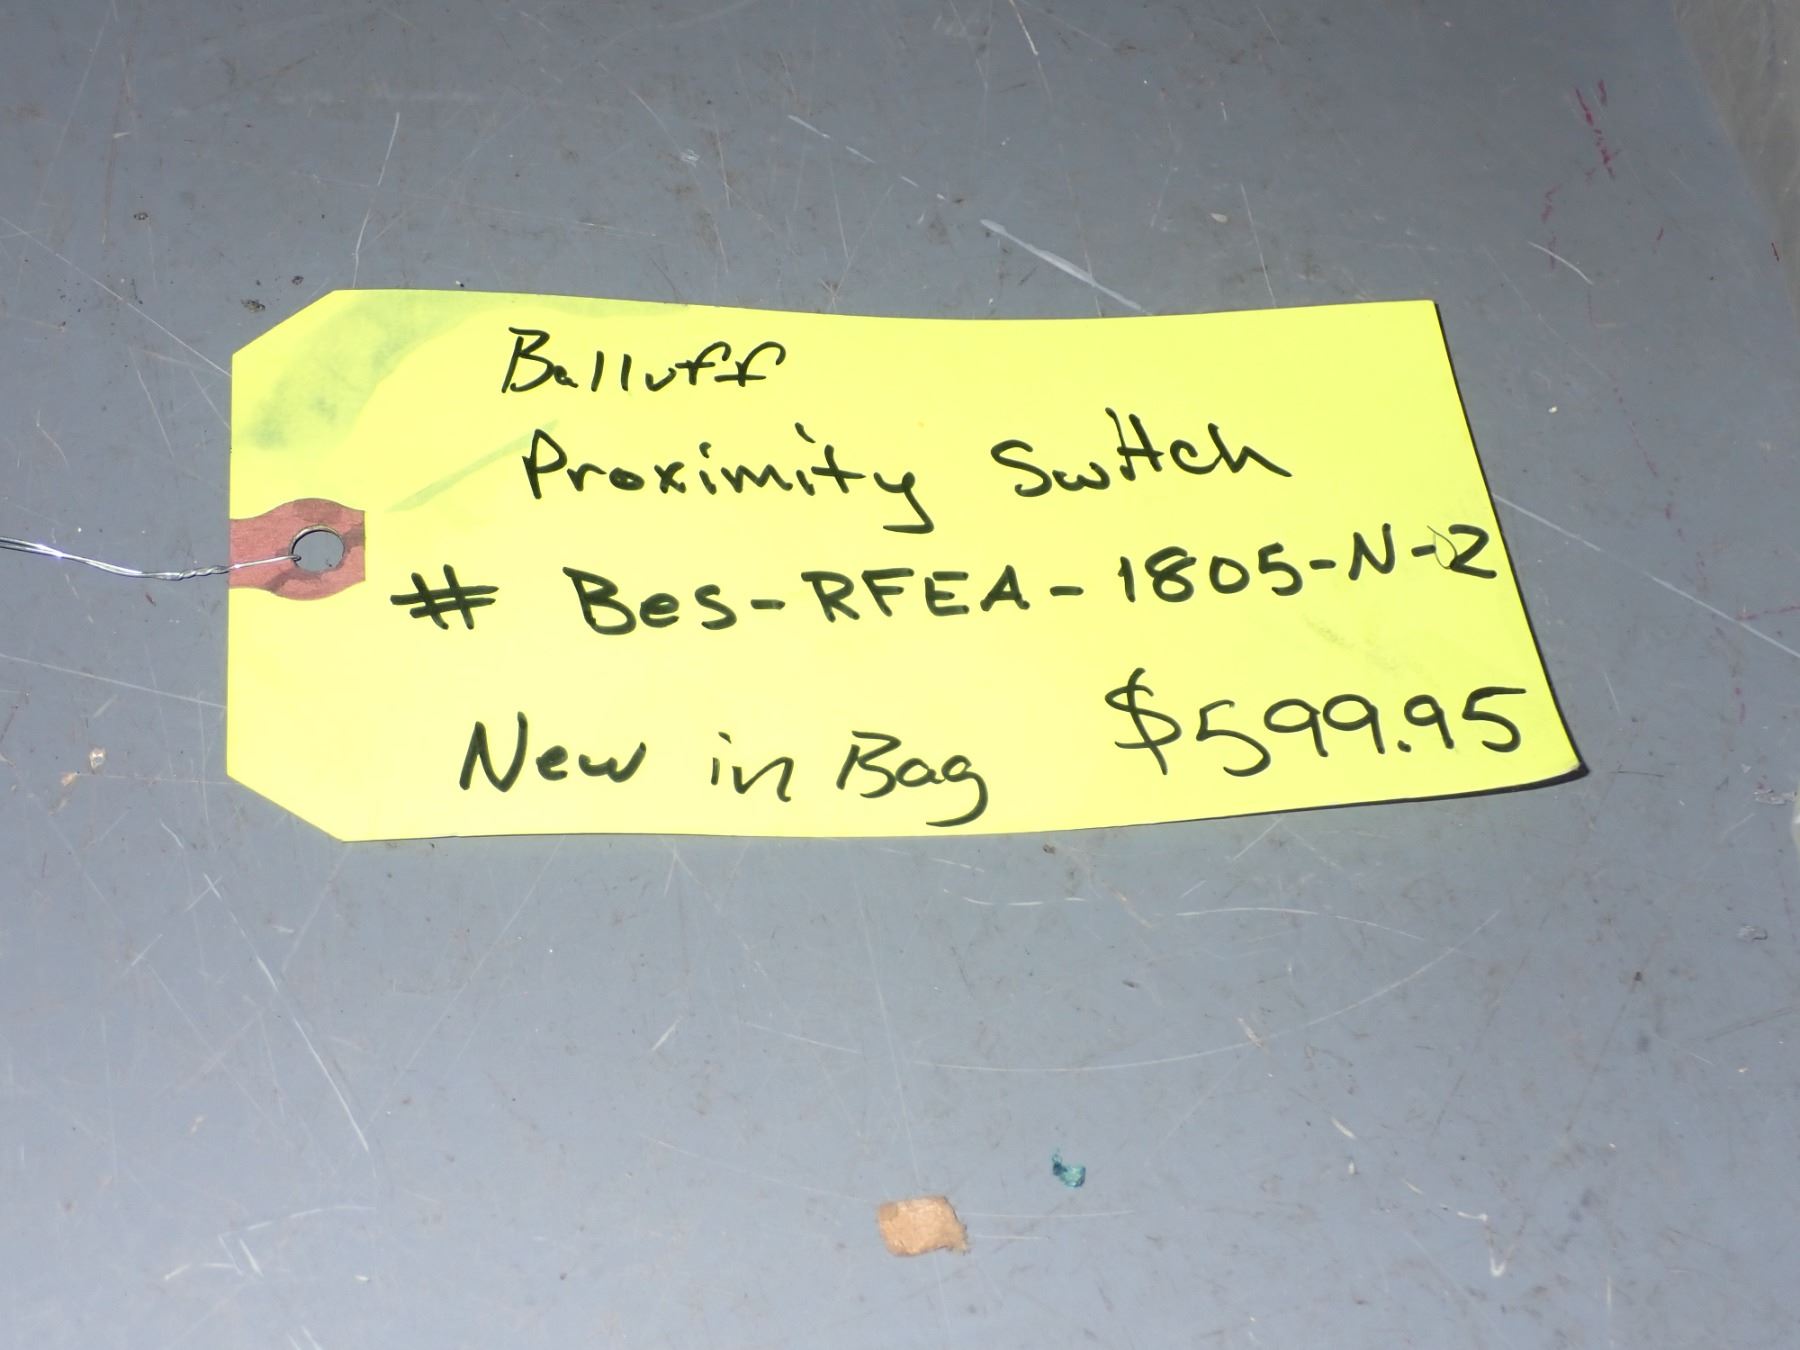 Balluff
Proximity Switch
# Bes-RFEA-1805-N-2
New in Bag $599.95